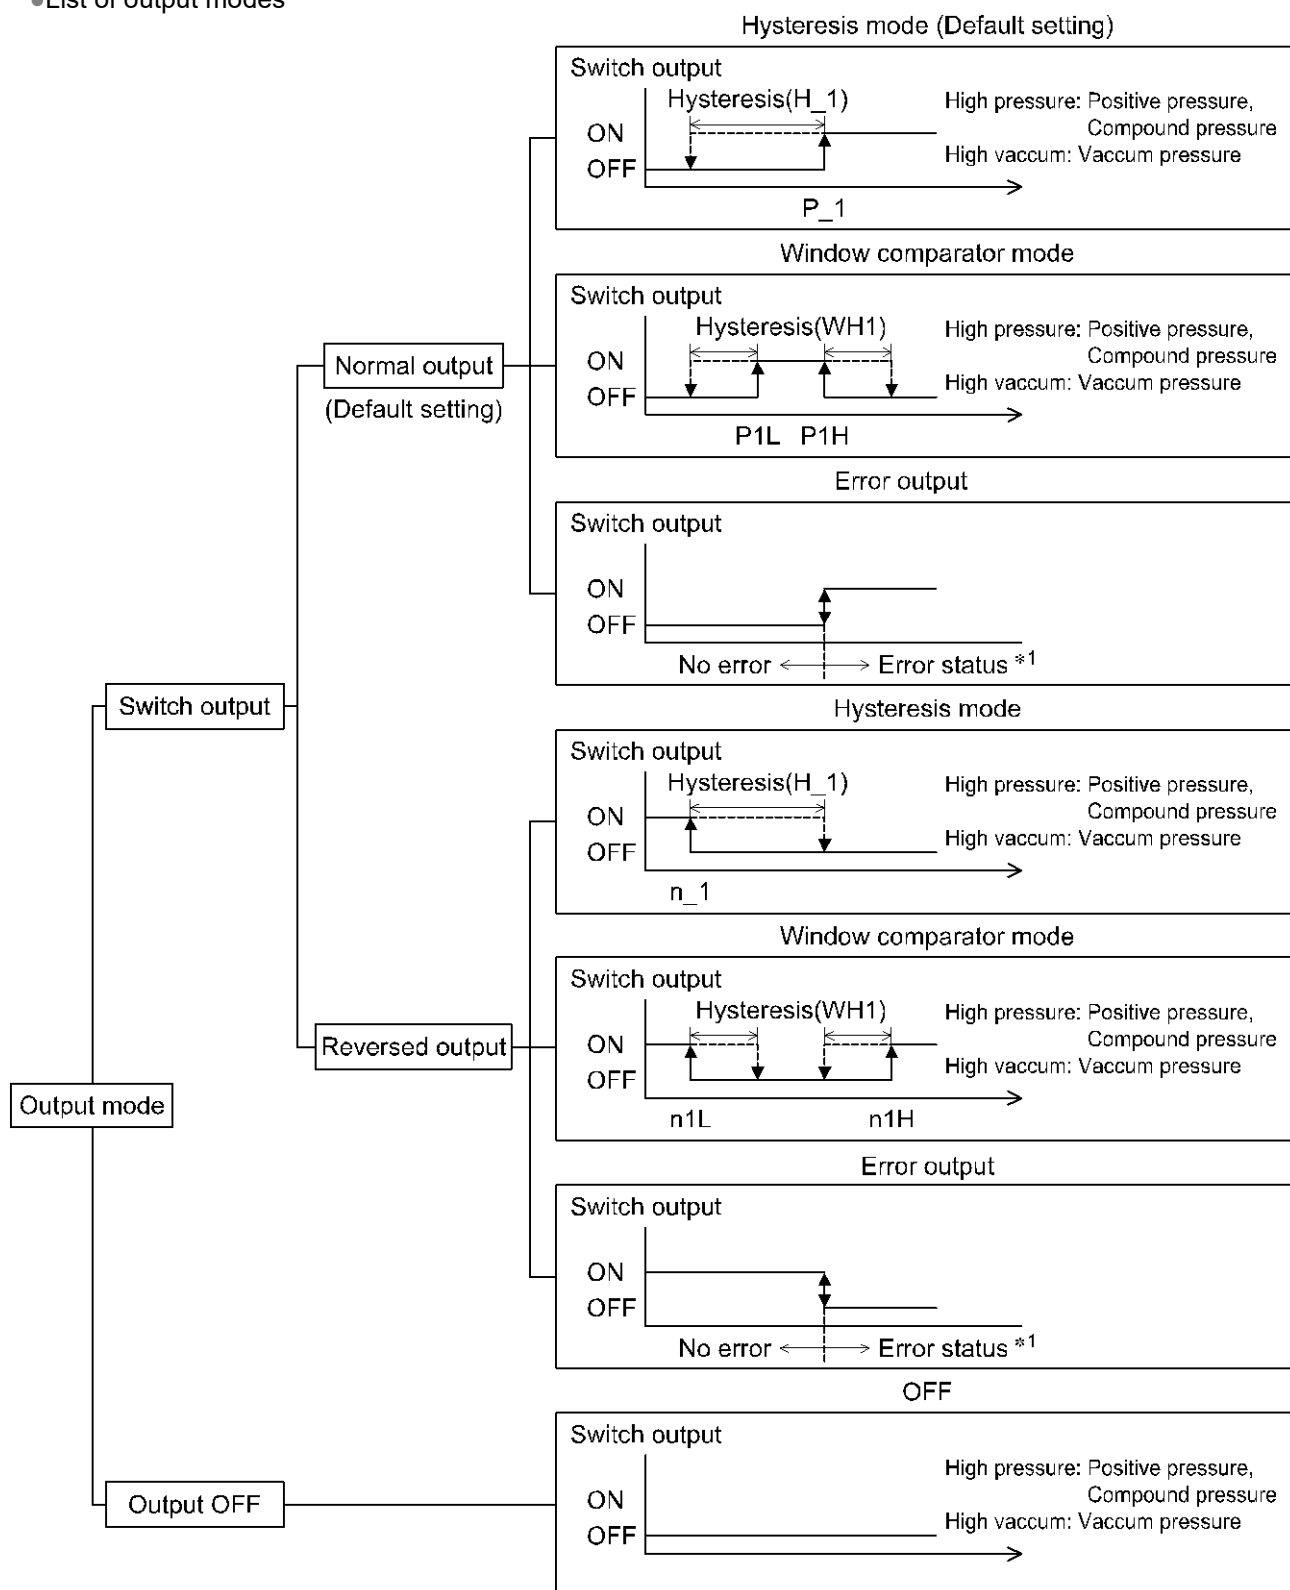 ●List of output modes
Hysteresis mode (Default setting)
Switch output
Hysteresis(H_1)
High pressure: Positive pressure,
Compound pressure
High vaccum: Vaccum pressure
ON
OFF
P_1
Window comparator mode
Switch output
Hysteresis(WH1)
High pressure: Positive pressure,
Compound pressure
High vaccum: Vaccum pressure
ON
OFF
P1L P1H
Normal output
(Default setting)
Error output
Switch output
ON
OFF
No error
Error status *1
Switch output
Hysteresis mode
Switch output
Hysteresis(H_1)
High pressure: Positive pressure,
Compound pressure
High vaccum: Vaccum pressure
ON
OFF
n_1
Window comparator mode
Switch output
Hysteresis(WH1)
High pressure: Positive pressure,
Compound pressure
High vaccum: Vaccum pressure
ON
OFF
n1L n1H
Reversed output
Output mode
Error output
Switch output
ON
OFF
No error
Error status *1
OFF
Switch output
High pressure: Positive pressure,
Compound pressure
High vaccum: Vaccum pressure
ON
OFF
Output OFF